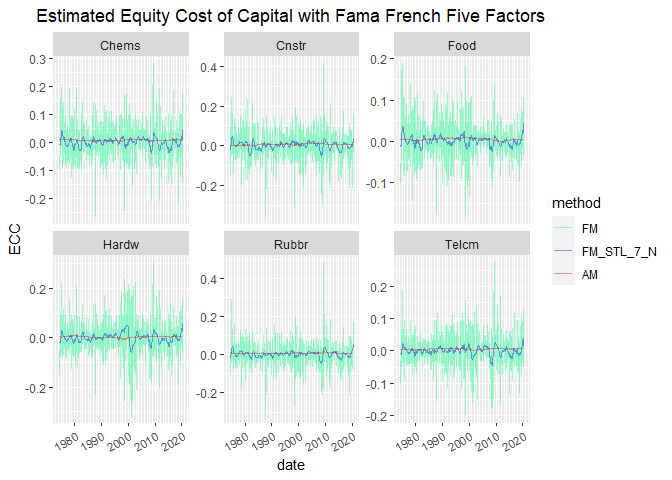 Estimated Equity Cost of Capital with Fama French Five Factors
Chems
Cnstr
Food
0.3
0.2
0.1
0.0
-0.1
-0.2
0.4
0.2
0.0
-0.2
0.2
0.1
0.0
-0.1
ECC
Hardw
Rubbr
Telcm
0.2
0.0
-0.2
0.4
0.2
0.0
-0.2
0.2
0.1
0.0
-0.1
-0.2
1980 1990 2000 2010 2020
1980 1990 2000 2010 2020
1980 1990 2000 2010 2020
date
method
FM
FM_STL_7_N
AM